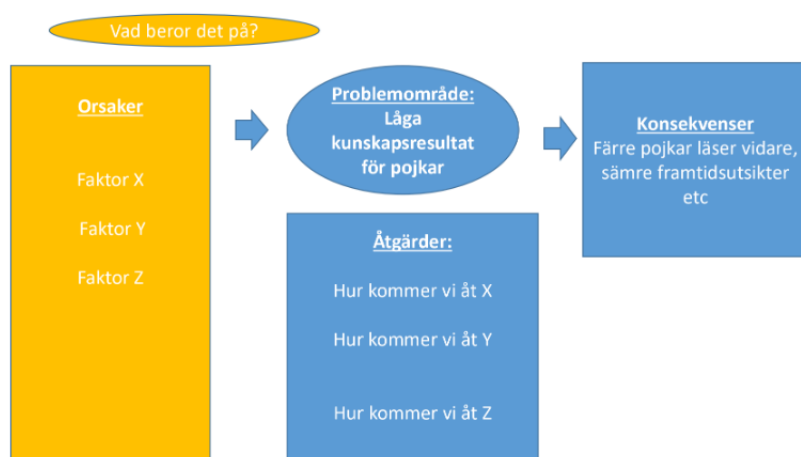 Vad beror det på?
Orsaker
Faktor X
Faktor Y
Faktor Z
Problemområde:
Låga
kunskapsresultat
för pojkar
Åtgärder:
Hur kommer vi åt X
Hur kommer vi åt Y
Hur kommer vi åt Z
Konsekvenser
Färre pojkar läser vidare,
sämre framtidsutsikter
etc